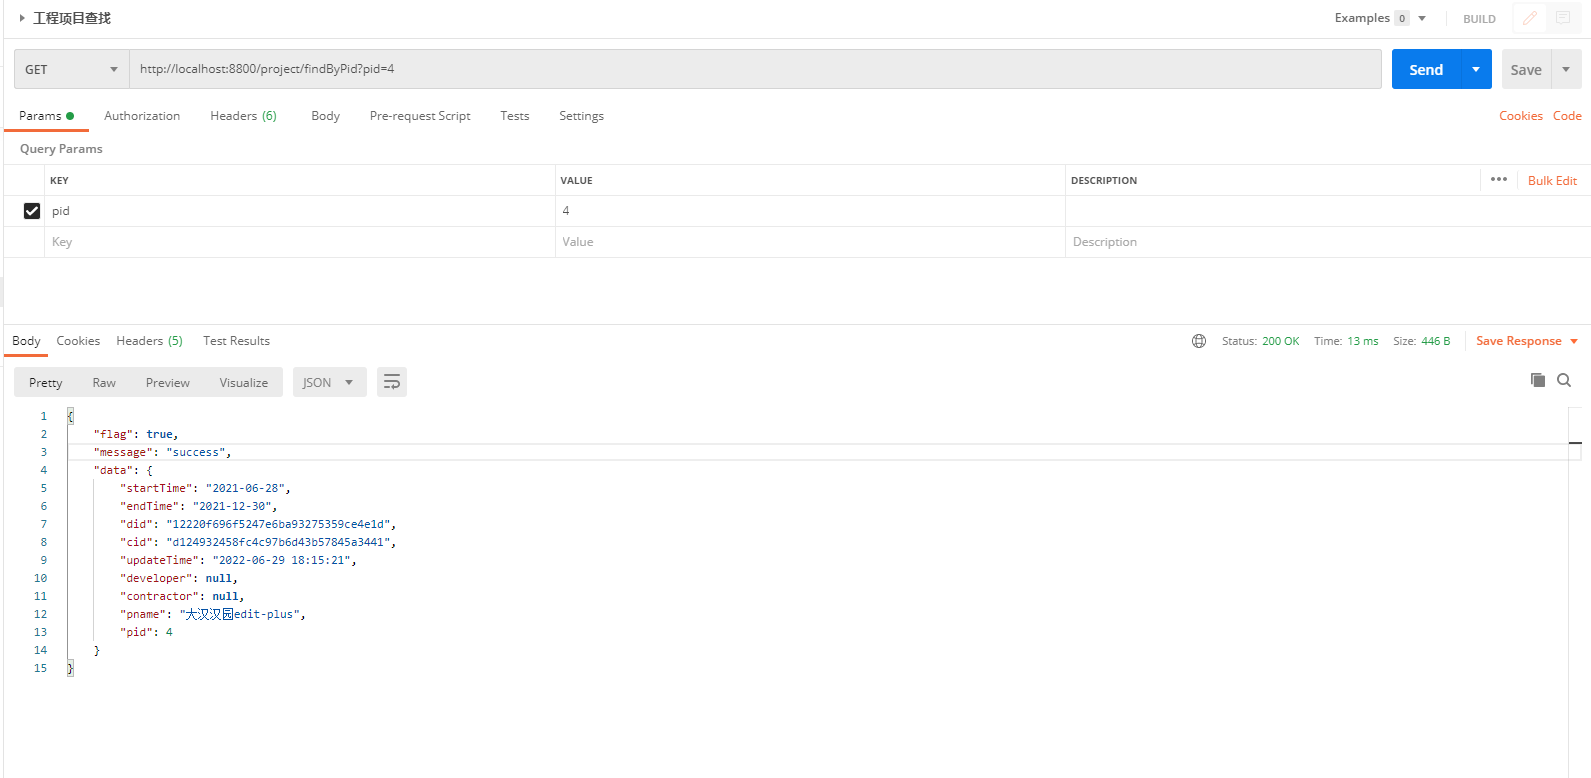 工程项目查找 Examples 0 BUILD
GET http://localhost:8800/project/findByPid?pid=4 Send Save
Params Authorization Headers (6) Body Pre-request Script Tests Settings Cookies Code
Query Params
KEY VALUE DESCRIPTION ••• Bulk Edit
pid 4
Key Value Description
Body Cookies Headers (5) Test Results Status: 200 OK Time: 13 ms Size: 446 B Save Response
Pretty Raw Preview Visualize JSON
1 {
2 "flag": true,
3 "message": "success",
4 "data": {
5 "startTime": "2021-06-28",
6 "endTime": "2021-12-30",
7 "did": "12220f696f5247e6ba93275359ce4e1d",
8 "cid": "d124932458fc4c97b6d43b57845a3441",
9 "updateTime": "2022-06-29 18:15:21",
10 "developer": null,
11 "contractor": null,
12 "pname": "大汉汉园edit-plus",
13 "pid": 4
14 }
15 }